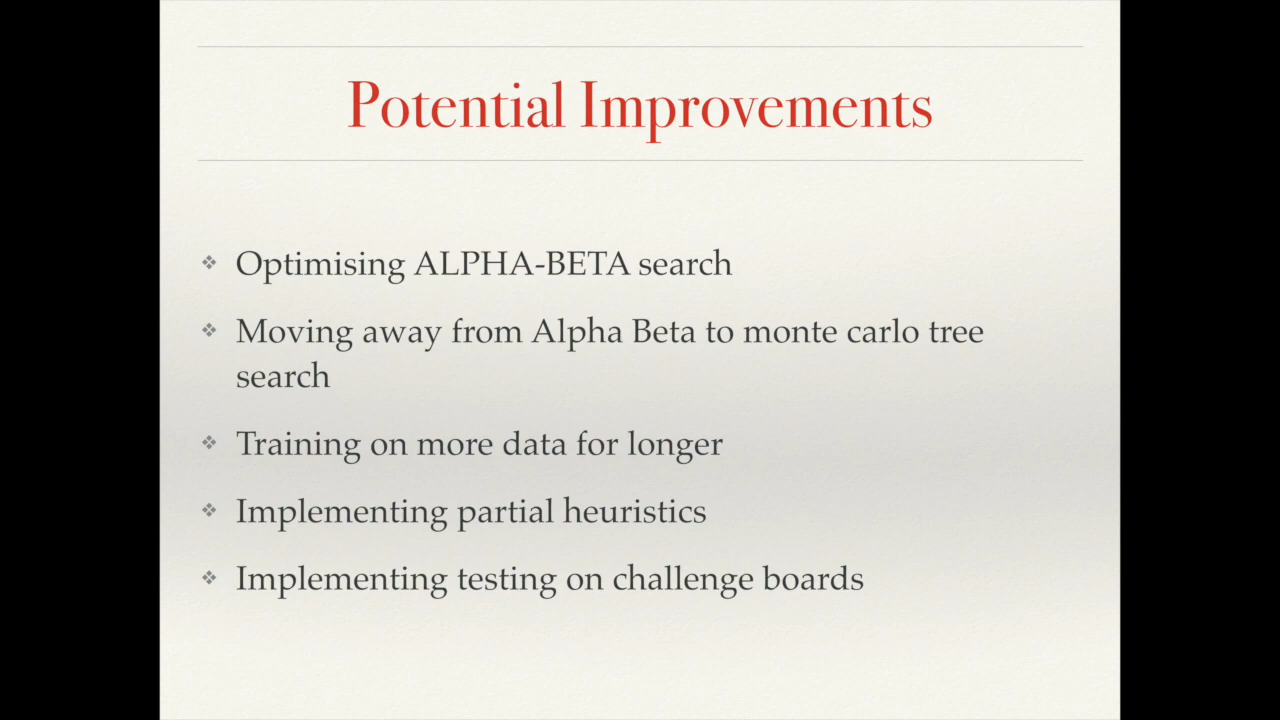 Potential Improvements
Optimising ALPHA-BETA search
Moving away from Alpha Beta to monte carlo tree
search
Training on more data for longer
Implementing partial heuristics
Implementing testing on challenge boards